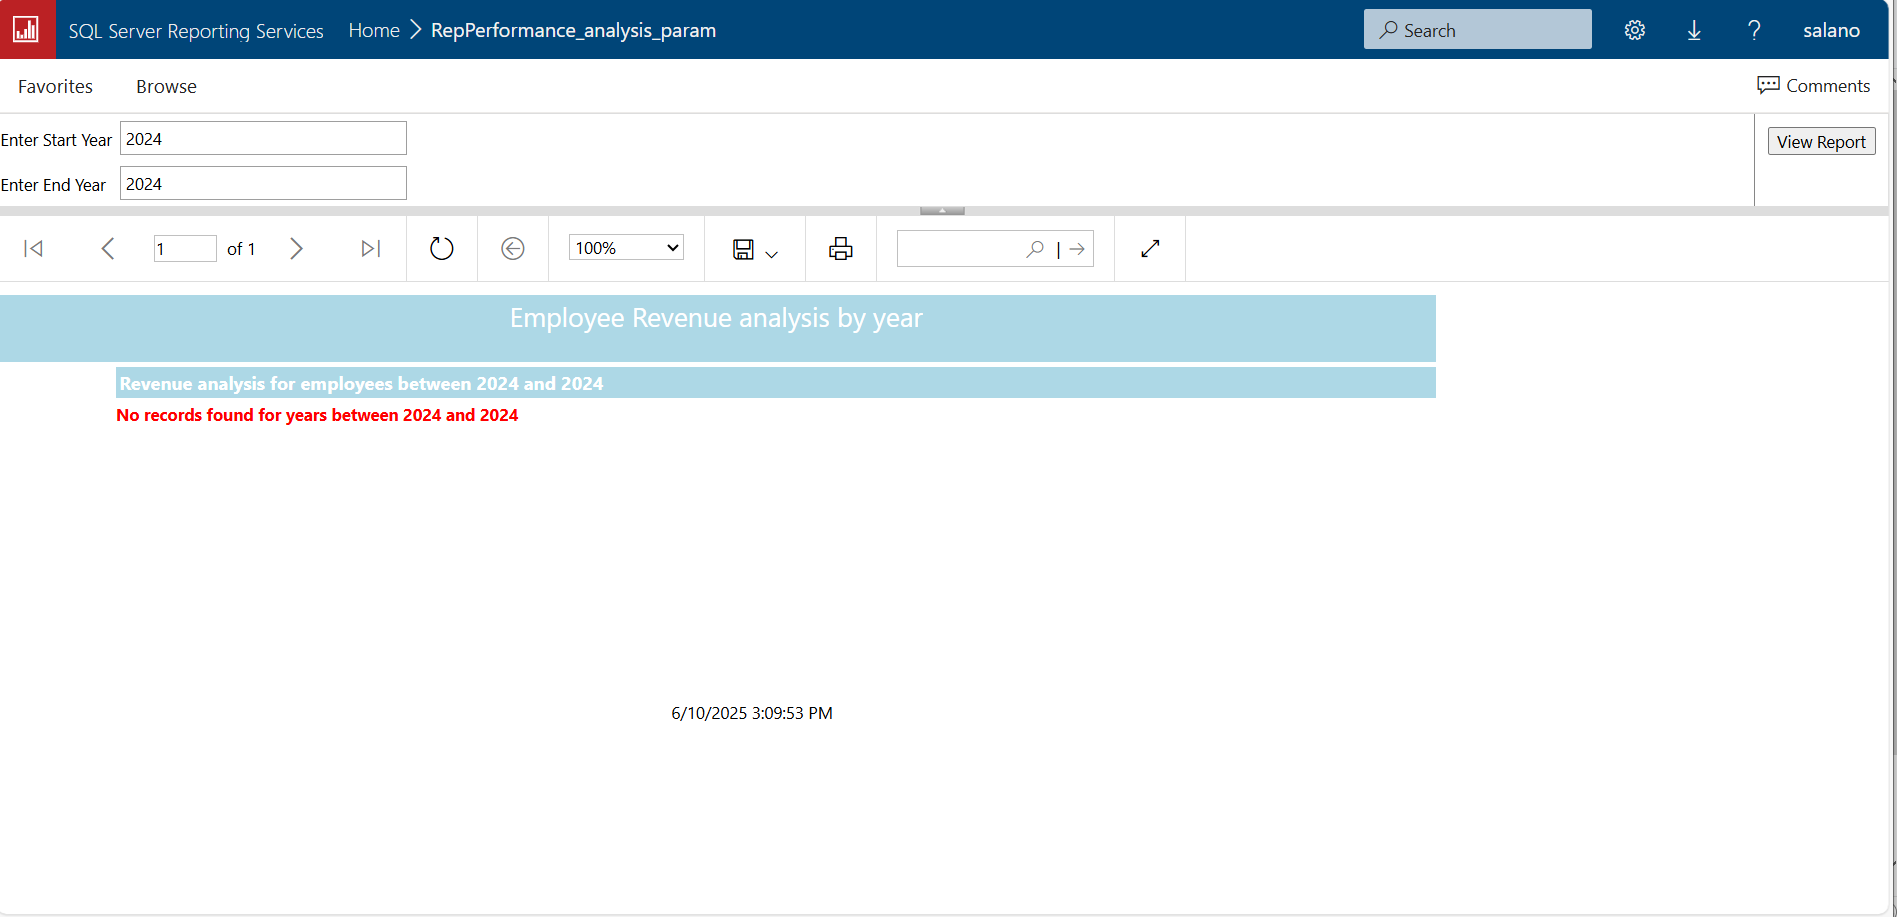 SQL Server Reporting Services Home RepPerformance_analysis_param Search ? salano
Favorites Browse Comments
Enter Start Year 2024 View Report
Enter End Year 2024
1 of 1 100%
Employee Revenue analysis by year
Revenue analysis for employees between 2024 and 2024
No records found for years between 2024 and 2024
6/10/2025 3:09:53 PM